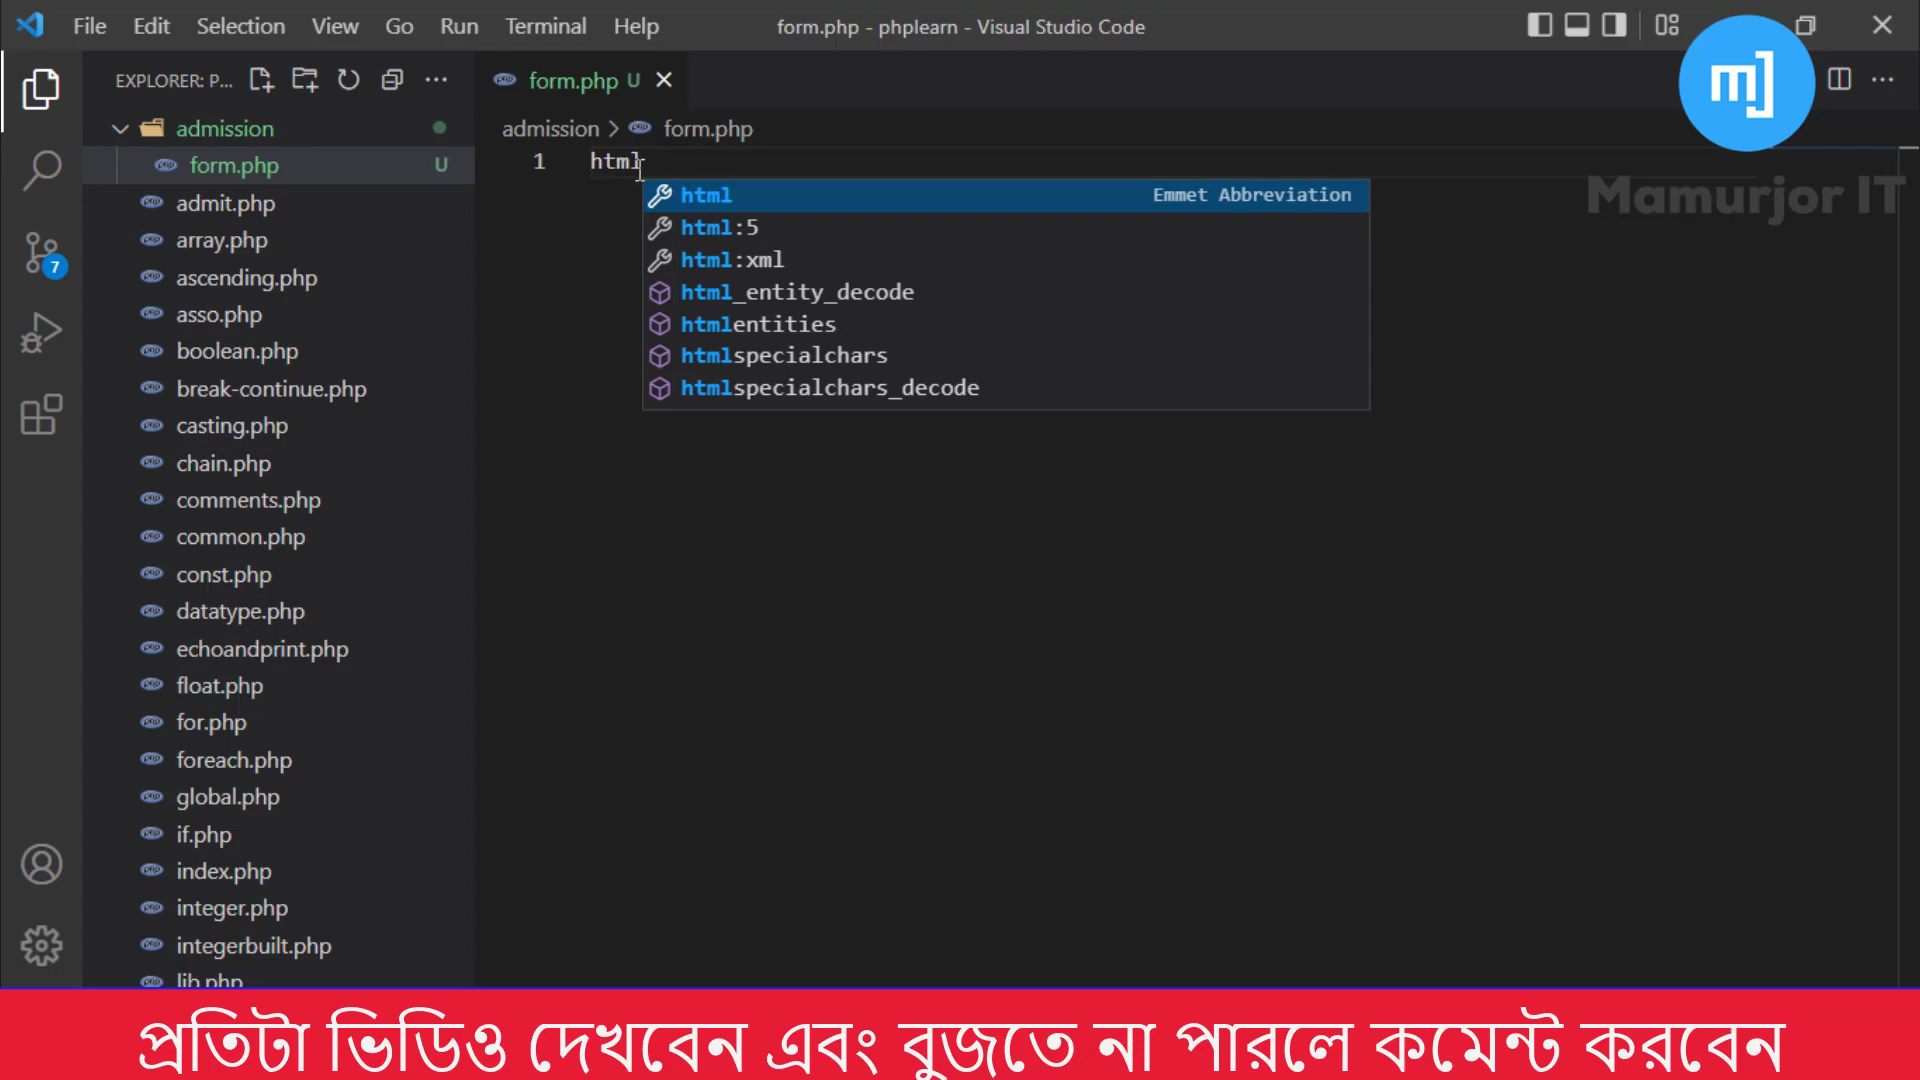 File Edit Selection View Go Run Terminal Help form.php - phplearn - Visual Studio Code
EXPLORER: P...
form.php U
mj
admission
admission > form.php
form.php U
1 html
html Emmet Abbreviation
Mamurjor IT
admit.php
html:5
array.php
html:xml
7
ascending.php
html_entity_decode
asso.php
htmlentities
boolean.php
htmlspecialchars
break-continue.php
htmlspecialchars_decode
casting.php
chain.php
comments.php
common.php
const.php
datatype.php
echoandprint.php
float.php
for.php
foreach.php
global.php
if.php
index.php
integer.php
integerbuilt.php
lib.php
প্রতিটা ভিডিও দেখবেন এবং বুজতে না পারলে কমেন্ট করবেন